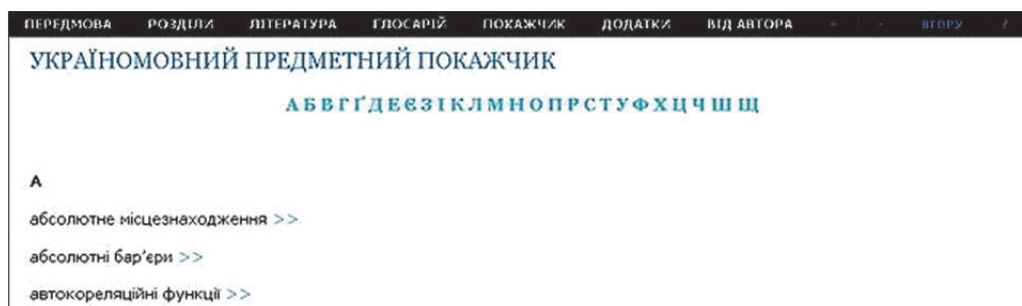 ПЕРЕДМОВА РОЗДІЛИ ЛІТЕРАТУРА ГЛОСАРІЙ ПОКАЖЧИК ДОДАТКИ ВІД АВТОРА - | - ВГОРУ ?
УКРАЇНОМОВНИЙ ПРЕДМЕТНИЙ ПОКАЖЧИК
А Б В Г Ґ Д Е Є З І К Л М Н О П Р С Т У Ф Х Ц Ч Ш Щ
А
абсолютне місцезнаходження >>
абсолютні бар'єри >>
автокореляційні функції >>